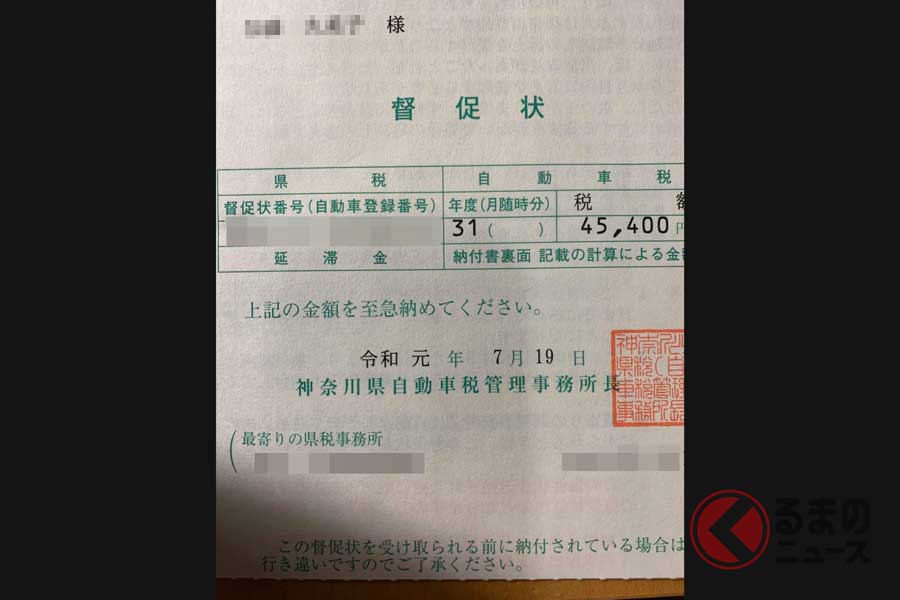 様
督促状
県税 自動車税
督促状番号(自動車登録番号) 年度(月随時分) 税額
31( ) 45,400円
延滞金 納付書裏面 記載の計算による金額
上記の金額を至急納めてください。
令和 元 年 7月 19 日
神奈川県自動車税管理事務所長
(最寄りの県税事務所
この督促状を受け取られる前に納付されている場合は
行き違いですのでご了承ください。
くるまの
ニュース